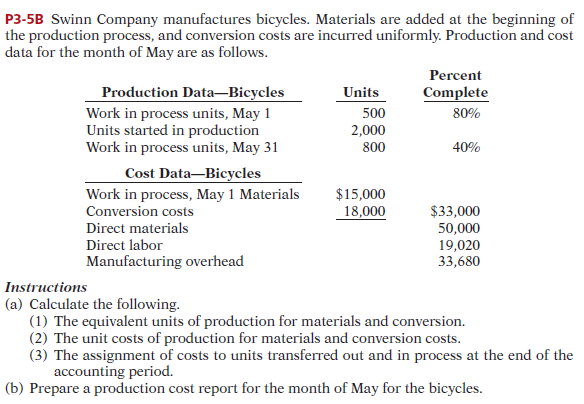 P3-5B Swinn Company manufactures bicycles. Materials are added at the beginning of
the production process, and conversion costs are incurred uniformly. Production and cost
data for the month of May are as follows.
Percent
Production Data—Bicycles Units Complete
Work in process units, May 1 500 80%
Units started in production 2,000
Work in process units, May 31 800 40%
Cost Data—Bicycles
Work in process, May 1 Materials $15,000
Conversion costs 18,000 $33,000
Direct materials 50,000
Direct labor 19,020
Manufacturing overhead 33,680
Instructions
(a) Calculate the following.
(1) The equivalent units of production for materials and conversion.
(2) The unit costs of production for materials and conversion costs.
(3) The assignment of costs to units transferred out and in process at the end of the
accounting period.
(b) Prepare a production cost report for the month of May for the bicycles.